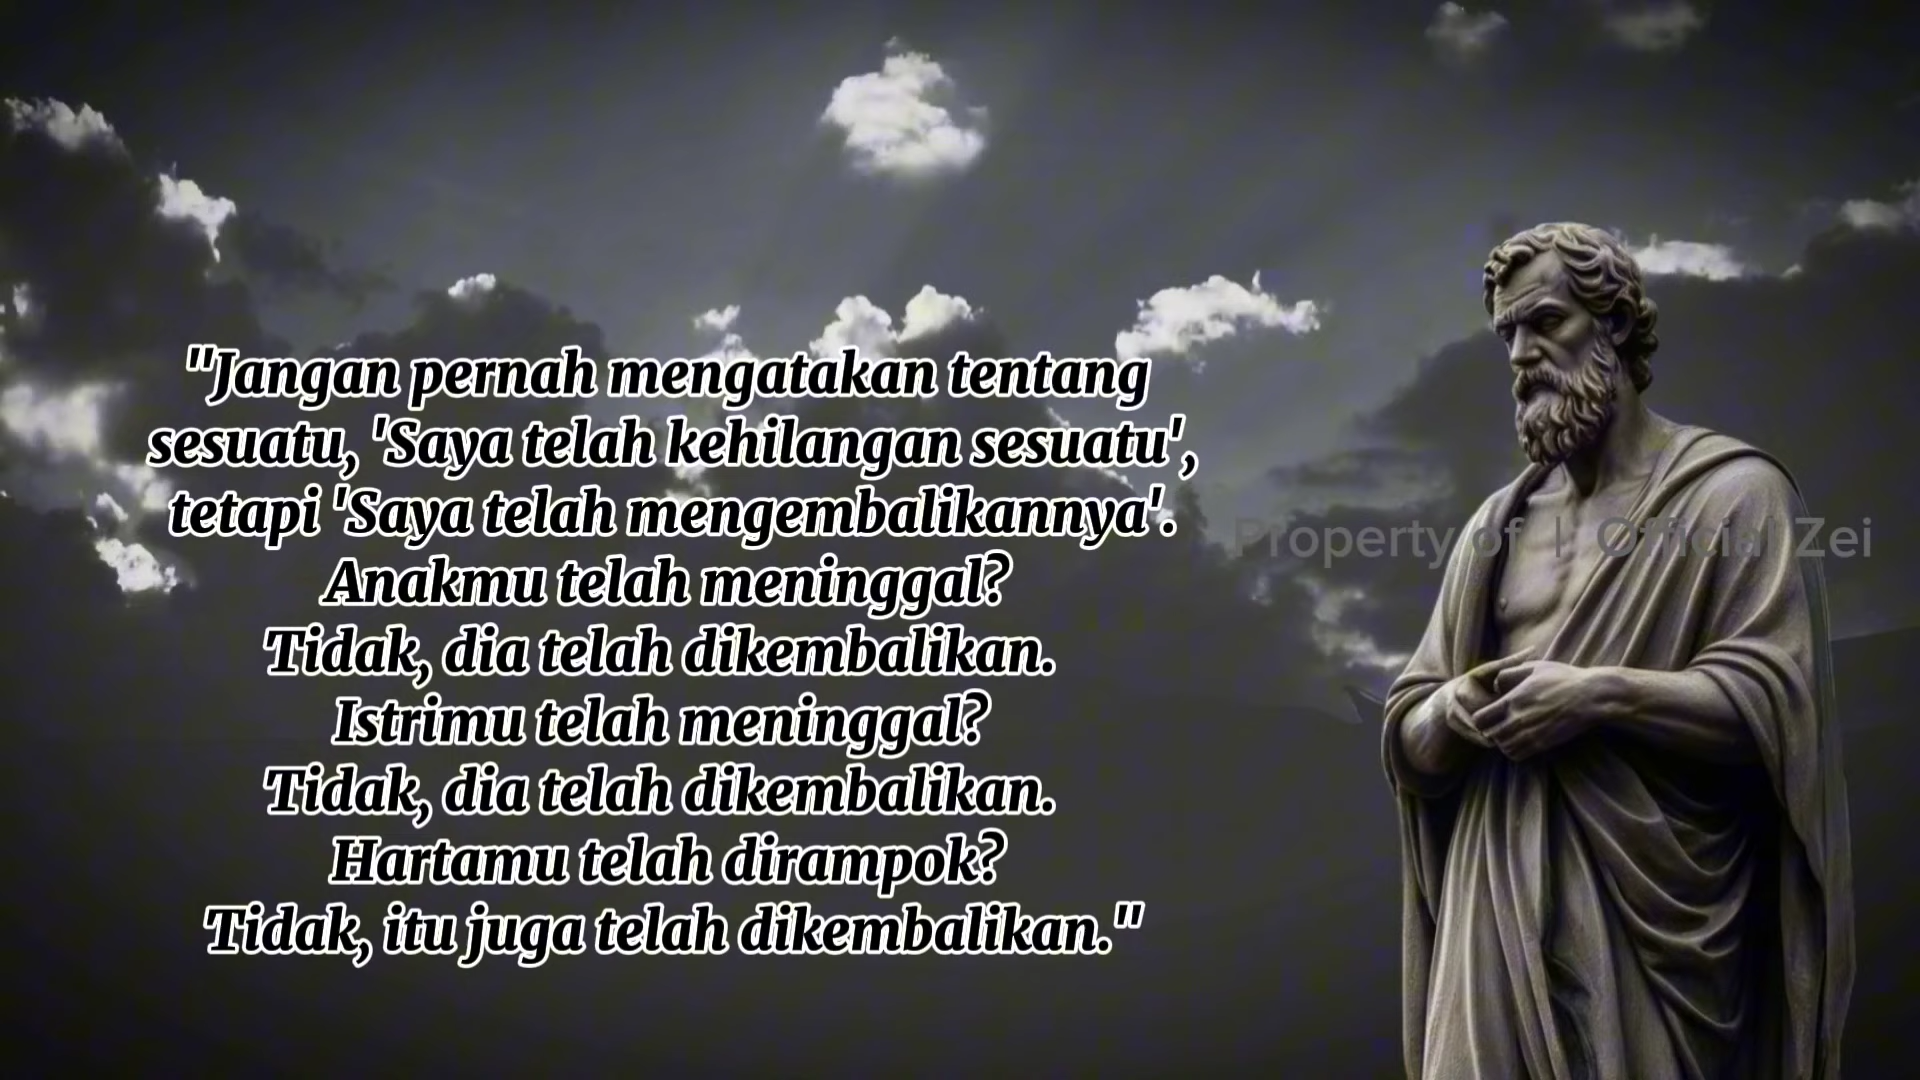 "Jangan pernah mengatakan tentang
sesuatu, 'Saya telah kehilangan sesuatu',
tetapi 'Saya telah mengembalikannya'.
Anakmu telah meninggal?
Tidak, dia telah dikembalikan.
Istrimu telah meninggal?
Tidak, dia telah dikembalikan.
Hartamu telah dirampok?
Tidak, itu juga telah dikembalikan."
Property of | Official Zei